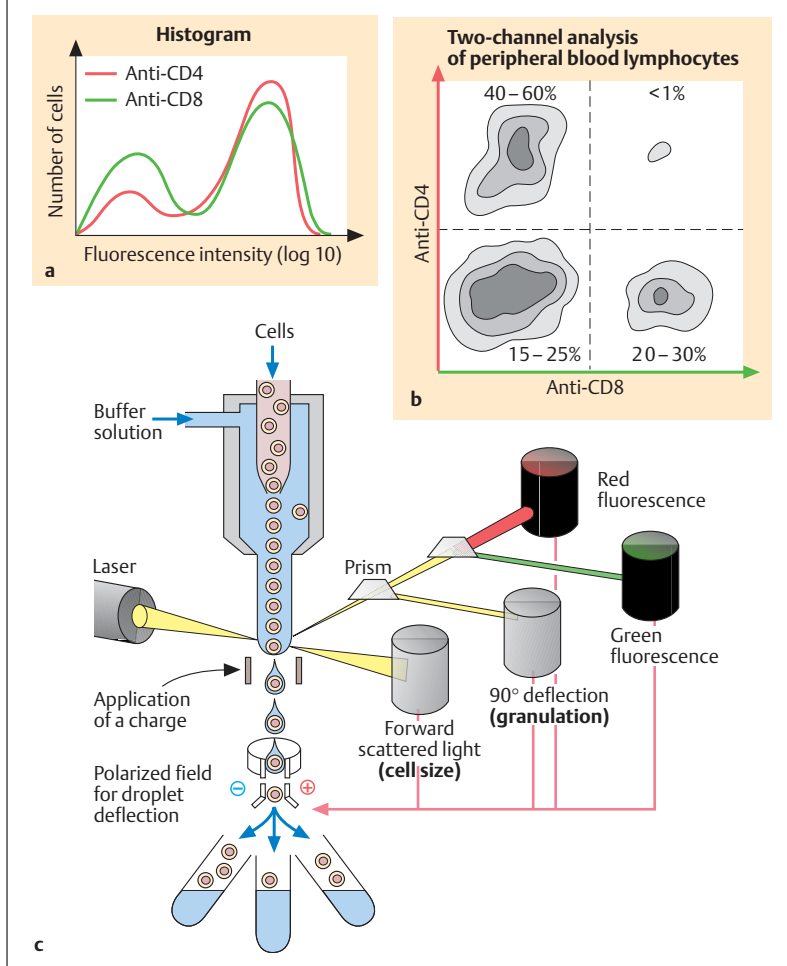 Histogram
Anti-CD4
Anti-CD8
Number of cells
Fluorescence intensity (log 10)
a
Two-channel analysis
of peripheral blood lymphocytes
40–60%
<1%
Anti-CD4
15–25%
20–30%
Anti-CD8
b
Cells
Buffer
solution
Laser
Prism
Red
fluorescence
Green
fluorescence
Application
of a charge
90° deflection
(granulation)
Forward
scattered light
(cell size)
Polarized field
for droplet
deflection
−
+
c